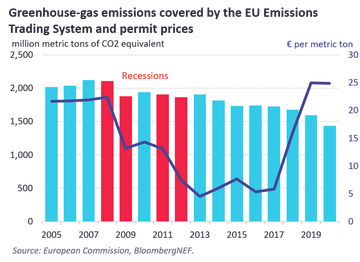 Greenhouse-gas emissions covered by the EU Emissions
Trading System and permit prices
million metric tons of CO2 equivalent
€ per metric ton
2,500
2,000
1,500
1,000
500
0
Recessions
30
25
20
15
10
5
0
2005 2007 2009 2011 2013 2015 2017 2019
Source: European Commission, BloombergNEF.